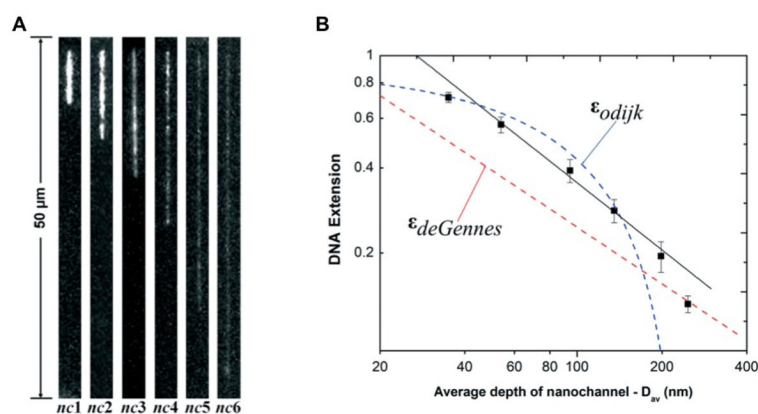 A
50 µm
nc1 nc2 nc3 nc4 nc5 nc6
B
1
0.8
0.6
0.4
0.2
DNA Extension
εodijk
εdeGennes
20 40 60 80 100 200 400
Average depth of nanochannel - Dav (nm)